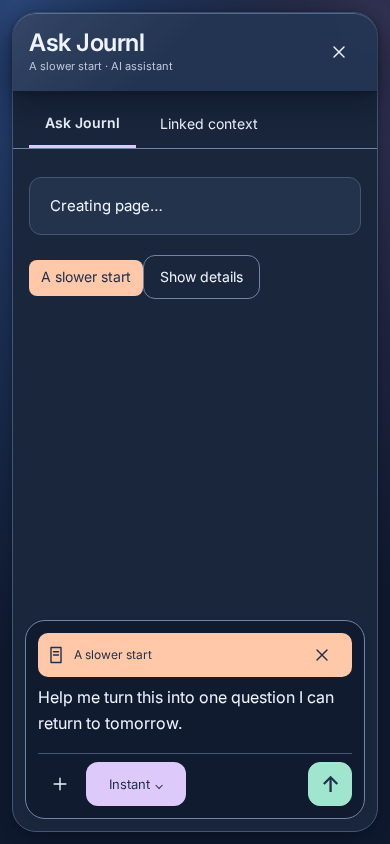 Ask Journl
A slower start · AI assistant
Ask Journl
Linked context
Creating page...
A slower start
Show details
A slower start
Help me turn this into one question I can
return to tomorrow.
Instant